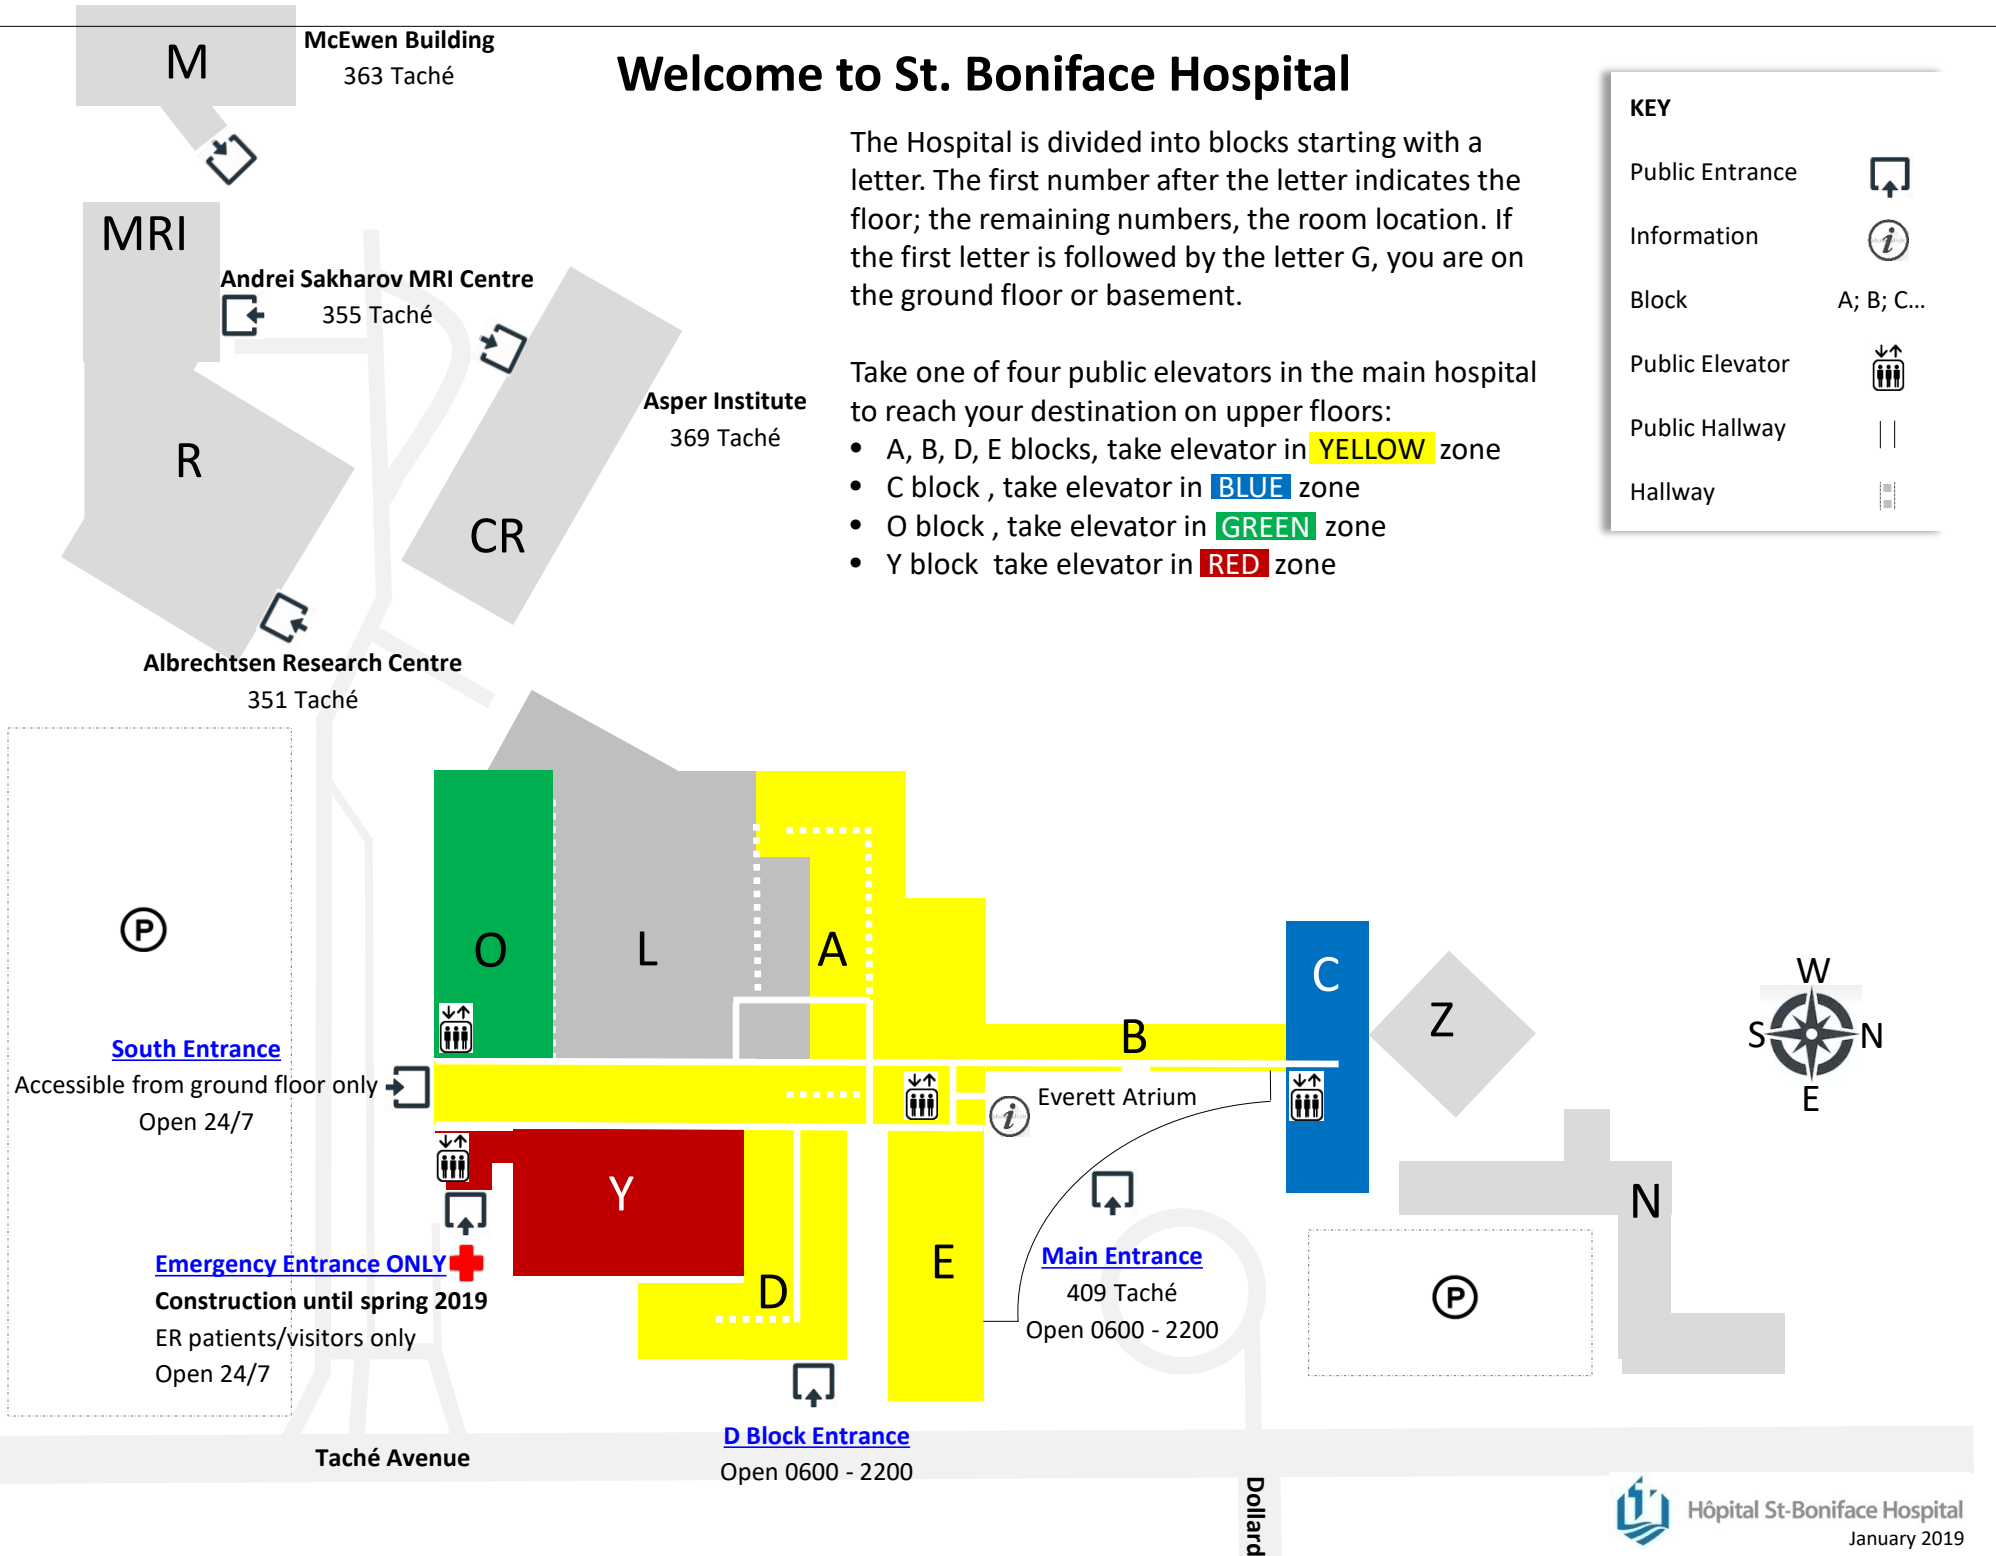 M
McEwen Building
363 Taché
Welcome to St. Boniface Hospital
The Hospital is divided into blocks starting with a
letter. The first number after the letter indicates the
floor; the remaining numbers, the room location. If
the first letter is followed by the letter G, you are on
the ground floor or basement.
Take one of four public elevators in the main hospital
to reach your destination on upper floors:
• A, B, D, E blocks, take elevator in YELLOW zone
• C block , take elevator in BLUE zone
• O block , take elevator in GREEN zone
• Y block take elevator in RED zone
KEY
Public Entrance
Information
i
Block A; B; C...
Public Elevator
Public Hallway
Hallway
MRI
Andrei Sakharov MRI Centre
355 Taché
Asper Institute
369 Taché
R
CR
Albrechtsen Research Centre
351 Taché
P
O
L
A
C
Z
B
W
S
N
E
South Entrance
Accessible from ground floor only
Open 24/7
Everett Atrium
i
Y
D
E
N
P
Emergency Entrance ONLY
Construction until spring 2019
ER patients/visitors only
Open 24/7
Main Entrance
409 Taché
Open 0600 - 2200
D Block Entrance
Open 0600 - 2200
Taché Avenue
Dollard
Hôpital St-Boniface Hospital
January 2019